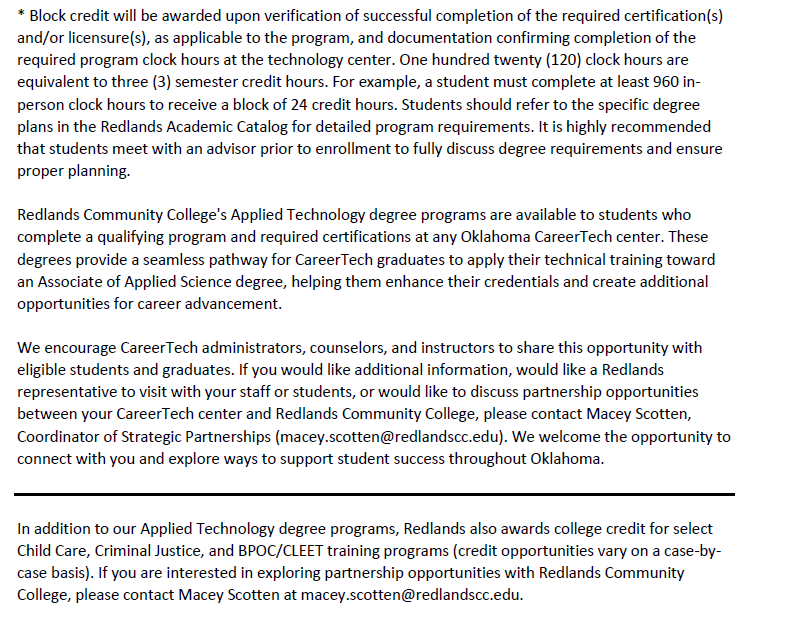 * Block credit will be awarded upon verification of successful completion of the required certification(s)
and/or licensure(s), as applicable to the program, and documentation confirming completion of the
required program clock hours at the technology center. One hundred twenty (120) clock hours are
equivalent to three (3) semester credit hours. For example, a student must complete at least 960 in-
person clock hours to receive a block of 24 credit hours. Students should refer to the specific degree
plans in the Redlands Academic Catalog for detailed program requirements. It is highly recommended
that students meet with an advisor prior to enrollment to fully discuss degree requirements and ensure
proper planning.
Redlands Community College's Applied Technology degree programs are available to students who
complete a qualifying program and required certifications at any Oklahoma CareerTech center. These
degrees provide a seamless pathway for CareerTech graduates to apply their technical training toward
an Associate of Applied Science degree, helping them enhance their credentials and create additional
opportunities for career advancement.
We encourage CareerTech administrators, counselors, and instructors to share this opportunity with
eligible students and graduates. If you would like additional information, would like a Redlands
representative to visit with your staff or students, or would like to discuss partnership opportunities
between your CareerTech center and Redlands Community College, please contact Macey Scotten,
Coordinator of Strategic Partnerships (macey.scotten@redlandscc.edu). We welcome the opportunity to
connect with you and explore ways to support student success throughout Oklahoma.
In addition to our Applied Technology degree programs, Redlands also awards college credit for select
Child Care, Criminal Justice, and BPOC/CLEET training programs (credit opportunities vary on a case-by-
case basis). If you are interested in exploring partnership opportunities with Redlands Community
College, please contact Macey Scotten at macey.scotten@redlandscc.edu.